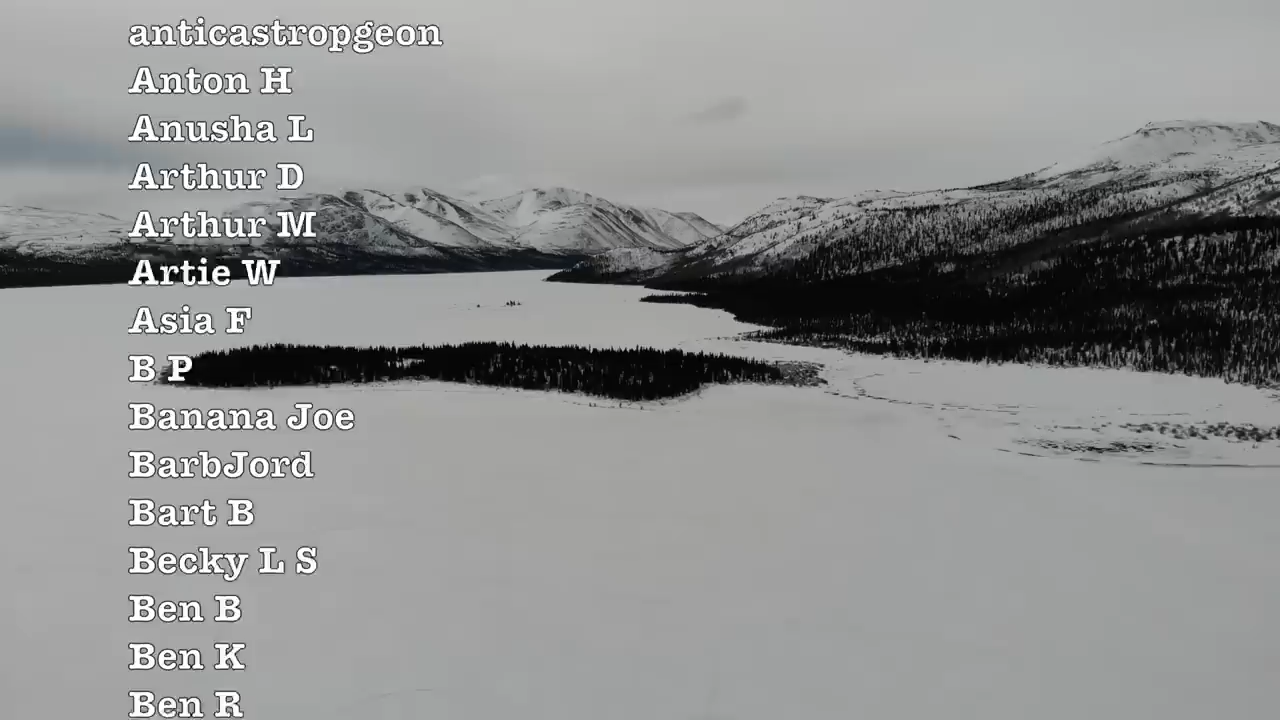 anticastropgeon
Anton H
Anusha L
Arthur D
Arthur M
Artie W
Asia F
B P
Banana Joe
BarbJord
Bart B
Becky L S
Ben B
Ben K
Ben R